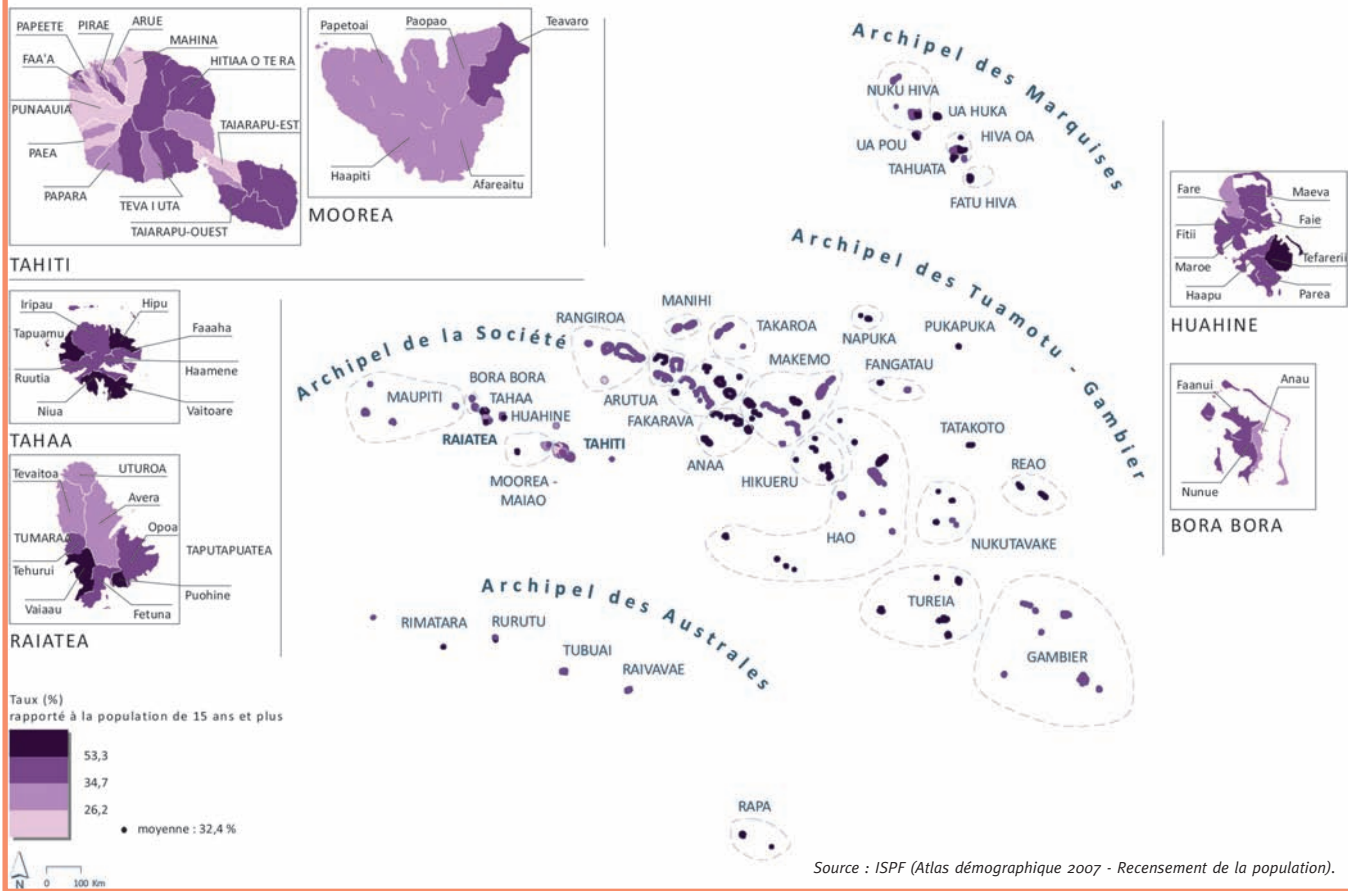 PAPEETE
PIRAE
ARUE
MAHINA
FAA'A
HITIAA O TE RA
PUNAAUIA
TAIARAPU-EST
PAEA
PAPARA
TEVA I UTA
TAIARAPU-OUEST
TAHITI
Papetoai
Paopao
Teavaro
Haapiti
Afareaitu
MOOREA
Archipel des Marquises
NUKU HIVA
UA HUKA
HIVA OA
UA POU
TAHUATA
FATU HIVA
Fare
Maeva
Faie
Fitii
Maroe
Tefarerii
Haapu
Parea
HUAHINE
Iripau
Hipu
Tapuamu
Faaaha
Ruutia
Haamene
Niua
Vaitoare
TAHAA
Archipel de la Société
Archipel des Tuamotu - Gambier
MANIHI
RANGIROA
TAKAROA
NAPUKA
PUKAPUKA
MAKEMO
FANGATAU
BORA BORA
MAUPITI
TAHAA
HUAHINE
ARUTUA
FAKARAVA
RAIATEA
TAHITI
TATAKOTO
ANAA
REAO
MOOREA -
MAIAO
HIKUERU
HAO
NUKUTAVAKE
TUREIA
GAMBIER
Faanui
Anau
Nunue
BORA BORA
Tevaitoa
UTUROA
Avera
Opoa
TUMARAA
TAPUTAPUATEA
Tehurui
Puohine
Vaiaau
Fetuna
RAIATEA
Archipel des Australes
RIMATARA
RURUTU
TUBUAI
RAIVAVAE
RAPA
Taux (%)
rapporté à la population de 15 ans et plus
53,3
34,7
26,2
moyenne : 32,4 %
N
0 100 Km
Source : ISPF (Atlas démographique 2007 - Recensement de la population).